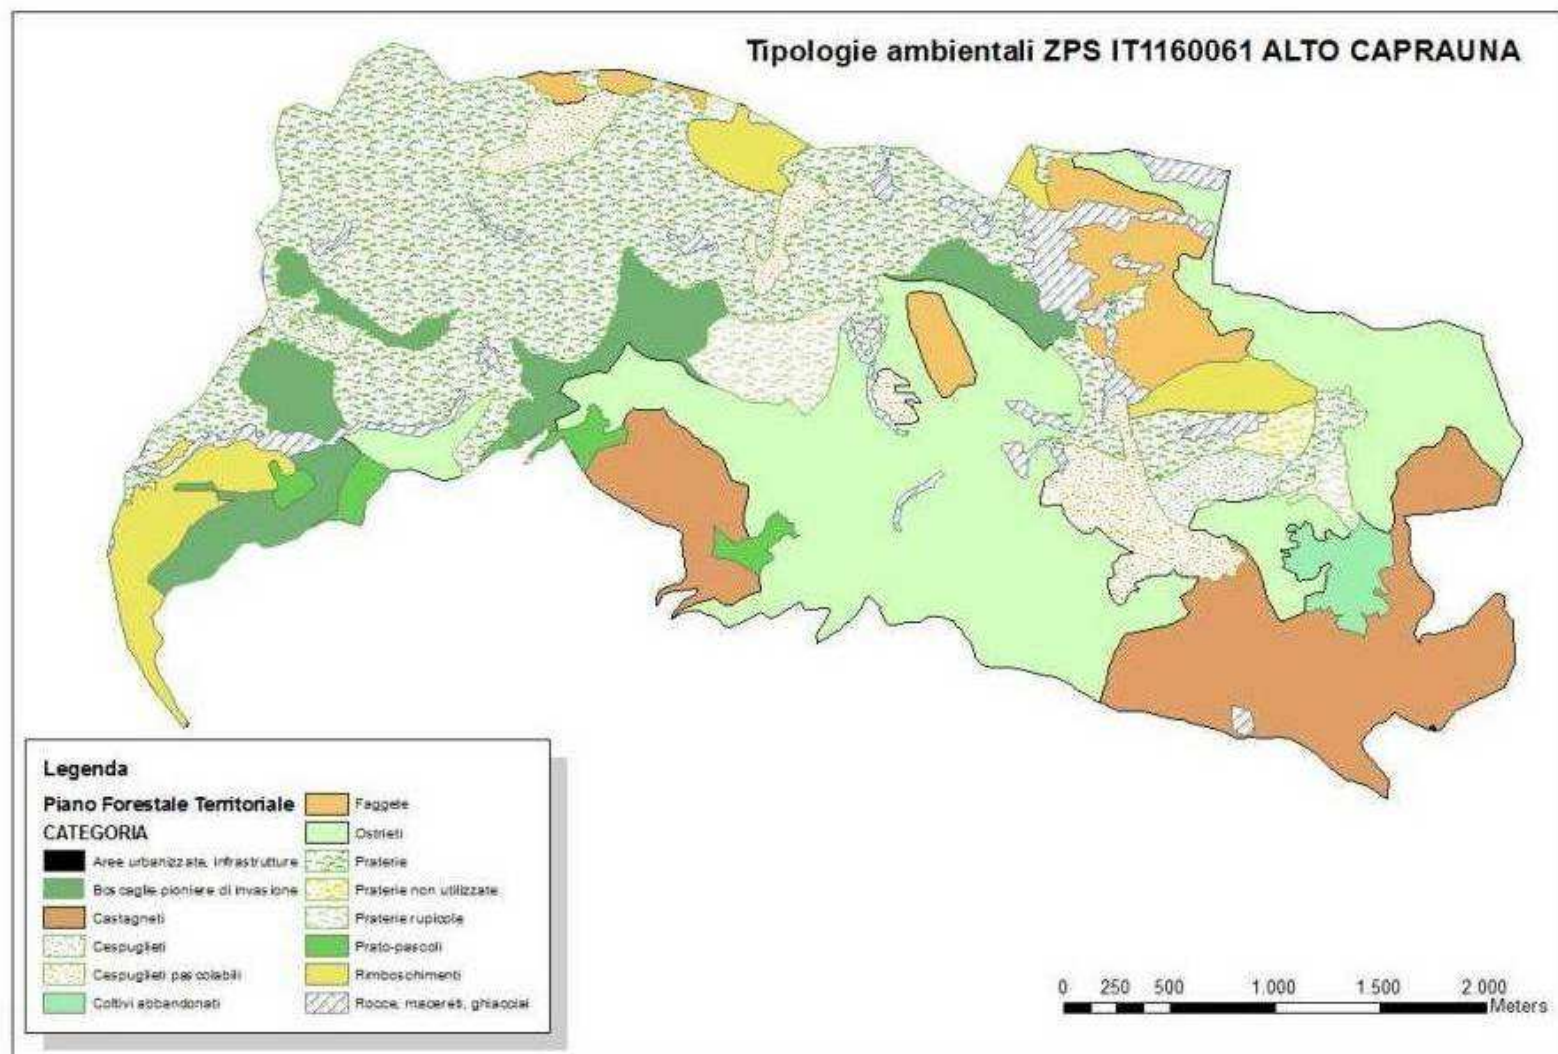 Tipologie ambientali ZPS IT1160061 ALTO CAPRAUNA
Legenda
Piano Forestale Territoriale
CATEGORIA
Aree urbanizzate, infrastrutture
Boscaglie pioniere di invasione
Castagneti
Cespuglieti
Cespuglieti pascolabili
Coltivi abbandonati
Faggete
Ostrieti
Praterie
Praterie non utilizzate
Praterie rupicole
Prato-pascoli
Rimboschimenti
Rocce, macereti, ghiacciai
0 250 500 1.000 1.500 2.000
Meters